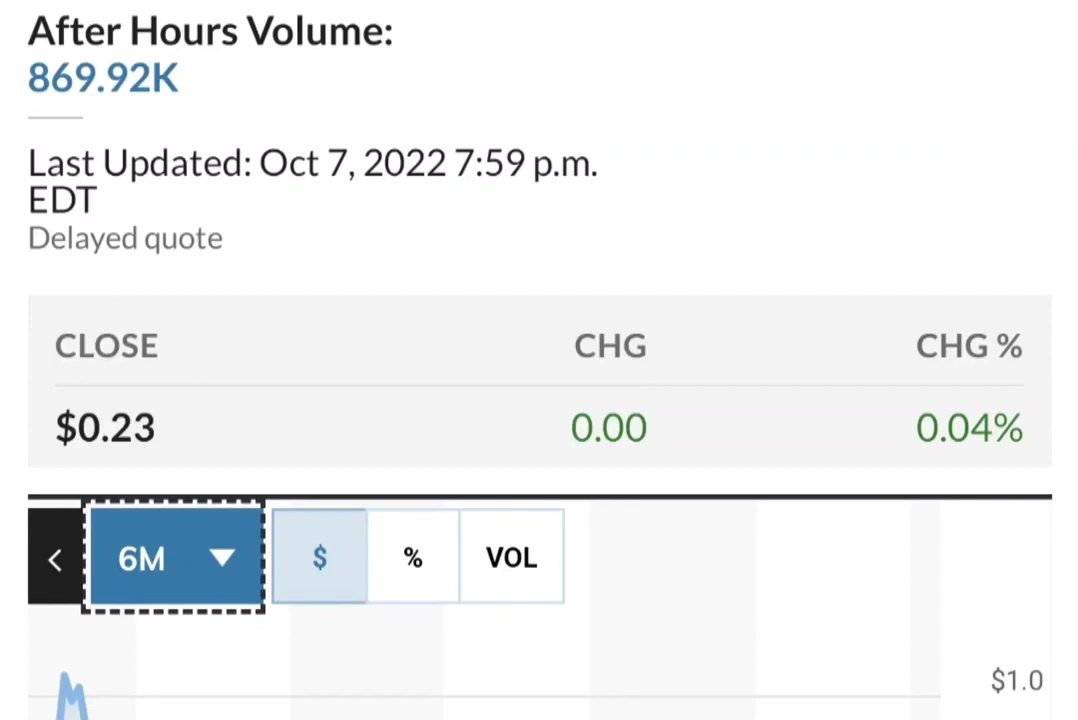 After Hours Volume:
869.92K
Last Updated: Oct 7, 2022 7:59 p.m.
EDT
Delayed quote
CLOSE CHG CHG %
$0.23 0.00 0.04%
6M $ % VOL
$1.0